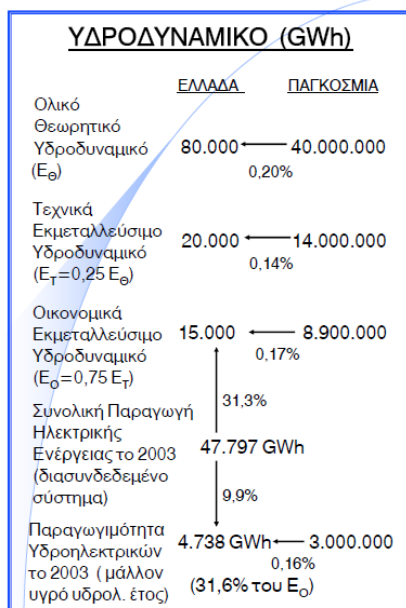 ΥΔΡΟΔΥΝΑΜΙΚΟ (GWh)
ΕΛΛΑΔΑ ΠΑΓΚΟΣΜΙΑ
Ολικό
Θεωρητικό
Υδροδυναμικό
(Ε_Θ)
80.000 40.000.000
0,20%
Τεχνικά
Εκμεταλλεύσιμο
Υδροδυναμικό
(Ε_Τ=0,25 Ε_Θ)
20.000 14.000.000
0,14%
Οικονομικά
Εκμεταλλεύσιμο
Υδροδυναμικό
(Ε_Ο=0,75 Ε_Τ)
15.000 8.900.000
0,17%
31,3%
Συνολική Παραγωγή
Ηλεκτρικής
Ενέργειας το 2003
(διασυνδεδεμένο
σύστημα)
47.797 GWh
9,9%
Παραγωγιμότητα
Υδροηλεκτρικών
το 2003 ( μάλλον
υγρό υδρολ. έτος)
4.738 GWh 3.000.000
0,16%
(31,6% του Ε_Ο)